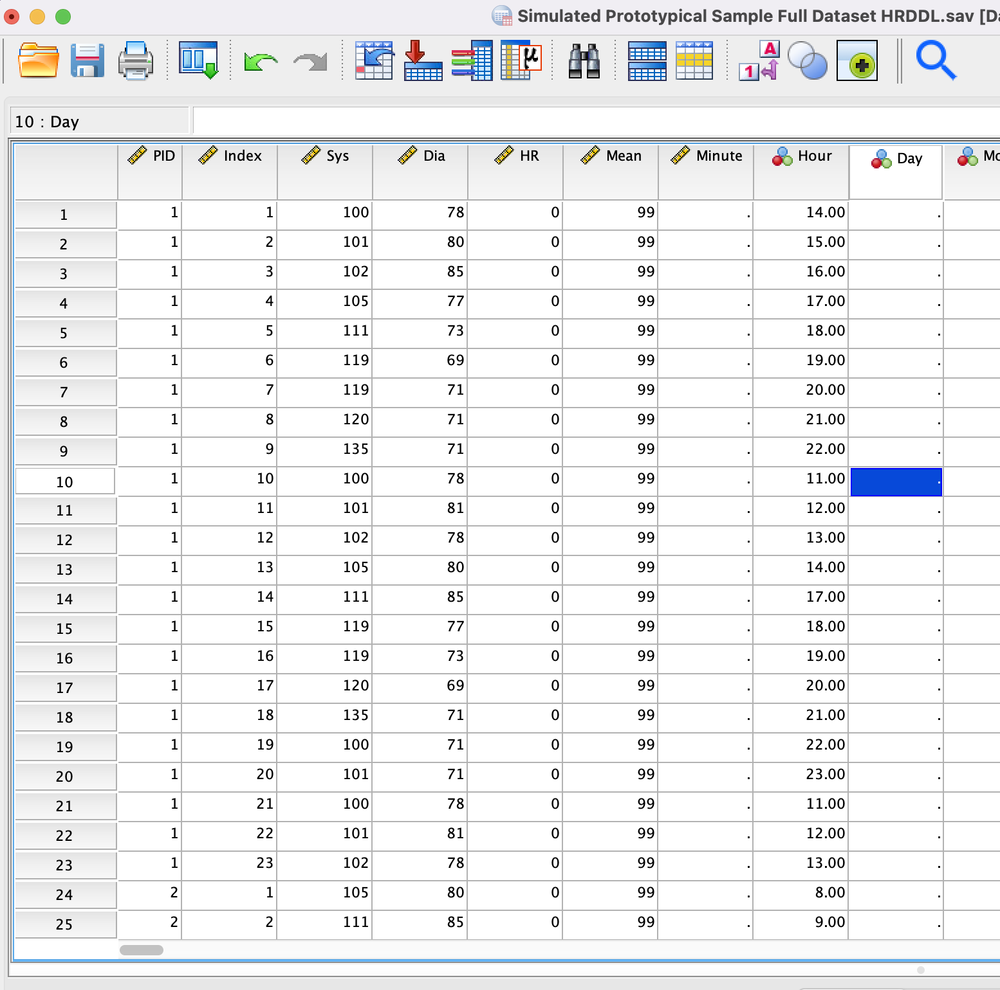 Simulated Prototypical Sample Full Dataset HRDDL.sav [Da
A
1
μ
10 : Day
PID Index Sys Dia HR Mean Minute Hour Day Mo
1 1 1 100 78 0 99 . 14.00 .
2 1 2 101 80 0 99 . 15.00 .
3 1 3 102 85 0 99 . 16.00 .
4 1 4 105 77 0 99 . 17.00 .
5 1 5 111 73 0 99 . 18.00 .
6 1 6 119 69 0 99 . 19.00 .
7 1 7 119 71 0 99 . 20.00 .
8 1 8 120 71 0 99 . 21.00 .
9 1 9 135 71 0 99 . 22.00 .
10 1 10 100 78 0 99 . 11.00 .
11 1 11 101 81 0 99 . 12.00 .
12 1 12 102 78 0 99 . 13.00 .
13 1 13 105 80 0 99 . 14.00 .
14 1 14 111 85 0 99 . 17.00 .
15 1 15 119 77 0 99 . 18.00 .
16 1 16 119 73 0 99 . 19.00 .
17 1 17 120 69 0 99 . 20.00 .
18 1 18 135 71 0 99 . 21.00 .
19 1 19 100 71 0 99 . 22.00 .
20 1 20 101 71 0 99 . 23.00 .
21 1 21 100 78 0 99 . 11.00 .
22 1 22 101 81 0 99 . 12.00 .
23 1 23 102 78 0 99 . 13.00 .
24 2 1 105 80 0 99 . 8.00 .
25 2 2 111 85 0 99 . 9.00 .